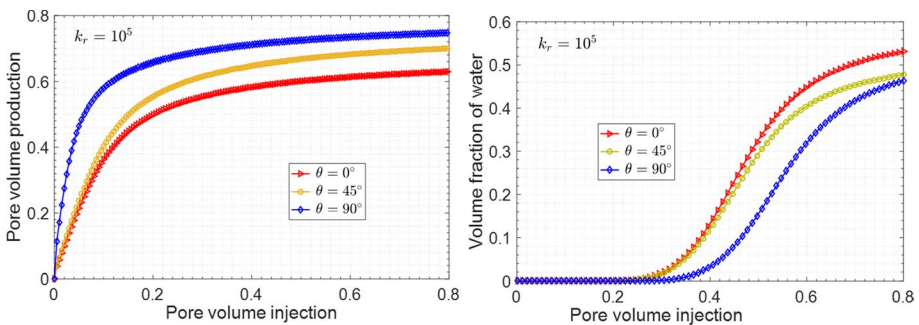 0.8
0.6
0.4
0.2
0
Pore volume production
k_r = 10^5
θ = 0°
θ = 45°
θ = 90°
0
0.2
0.4
0.6
0.8
Pore volume injection
0.6
0.5
0.4
0.3
0.2
0.1
0
Volume fraction of water
k_r = 10^5
θ = 0°
θ = 45°
θ = 90°
0
0.2
0.4
0.6
0.8
Pore volume injection